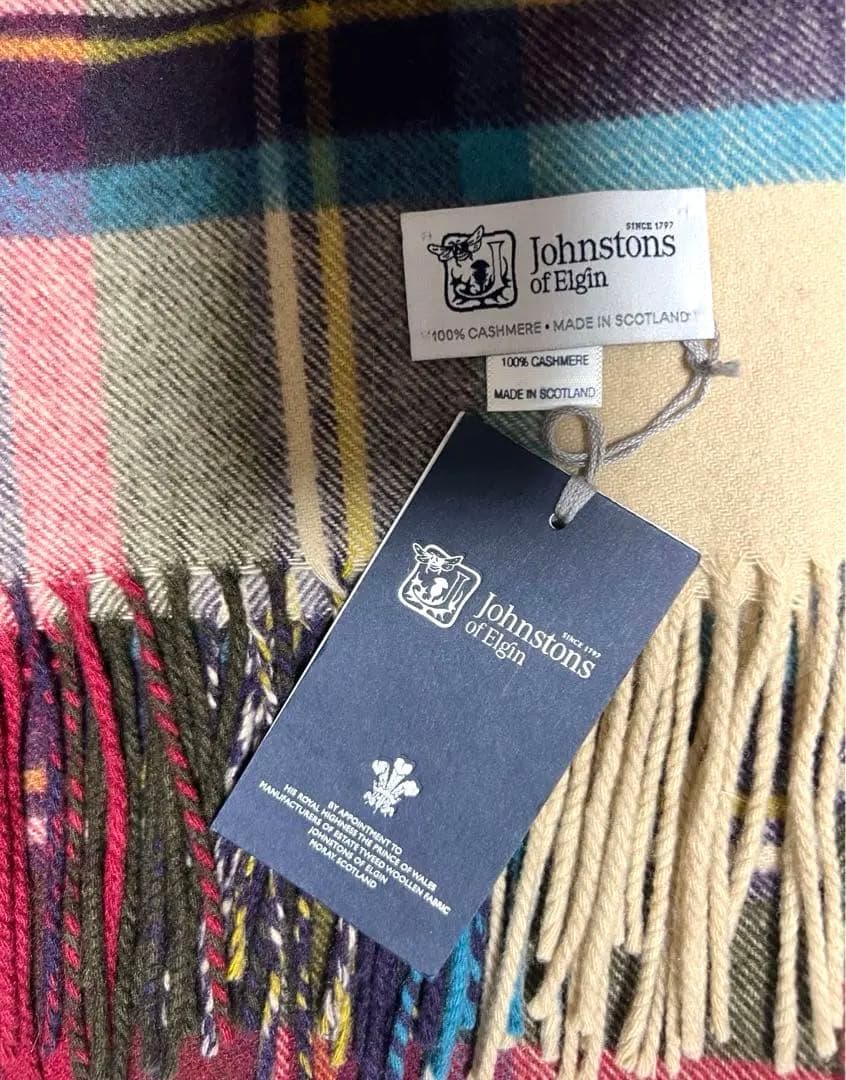 SINCE 1797
Johnstons
of Elgin
100% CASHMERE • MADE IN SCOTLAND
100% CASHMERE
MADE IN SCOTLAND
Johnstons
of Elgin
SINCE 1797
BY APPOINTMENT TO
HIS ROYAL HIGHNESS THE PRINCE OF WALES
MANUFACTURERS OF ESTATE TWEED WOOLLEN FABRIC
JOHNSTONS OF ELGIN
MORAY, SCOTLAND